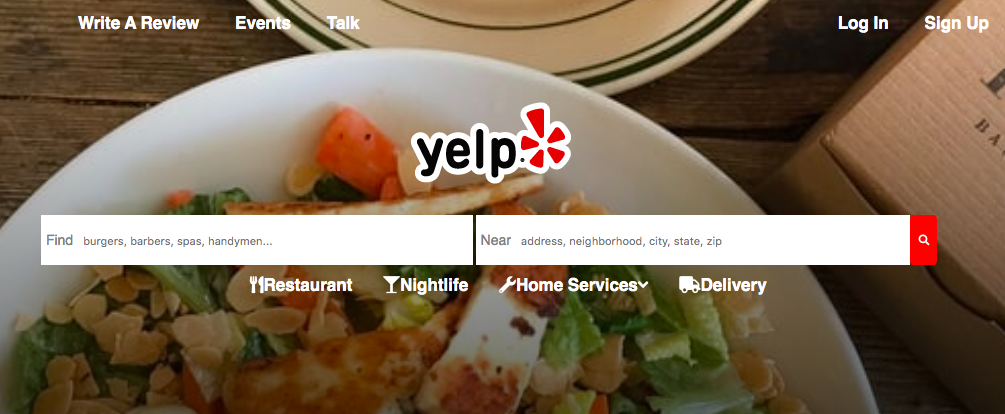 Write A Review Events Talk Log In Sign Up
yelp
Find burgers, barbers, spas, handymen... Near address, neighborhood, city, state, zip
Restaurant Nightlife Home Services Delivery